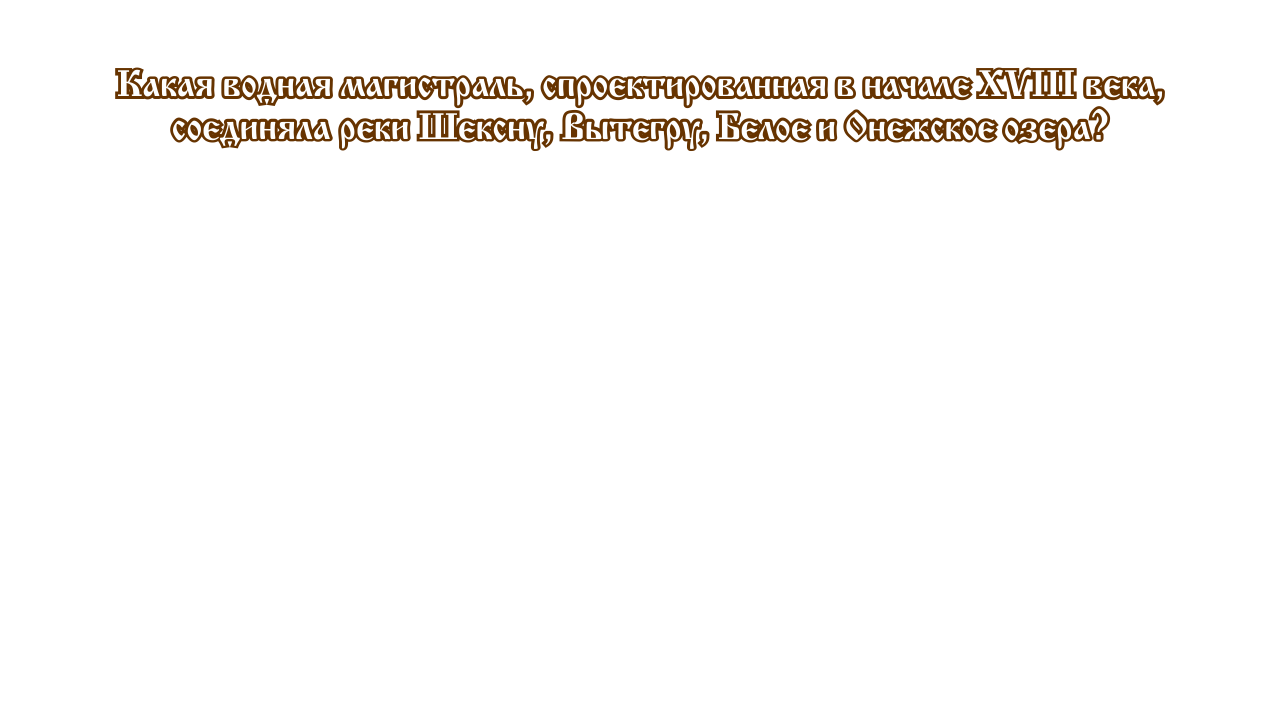 Какая водная магистраль, спроектированная в начале XVIII века,
соединяла реки Шексну, Вытегру, Белое и Онежское озера?